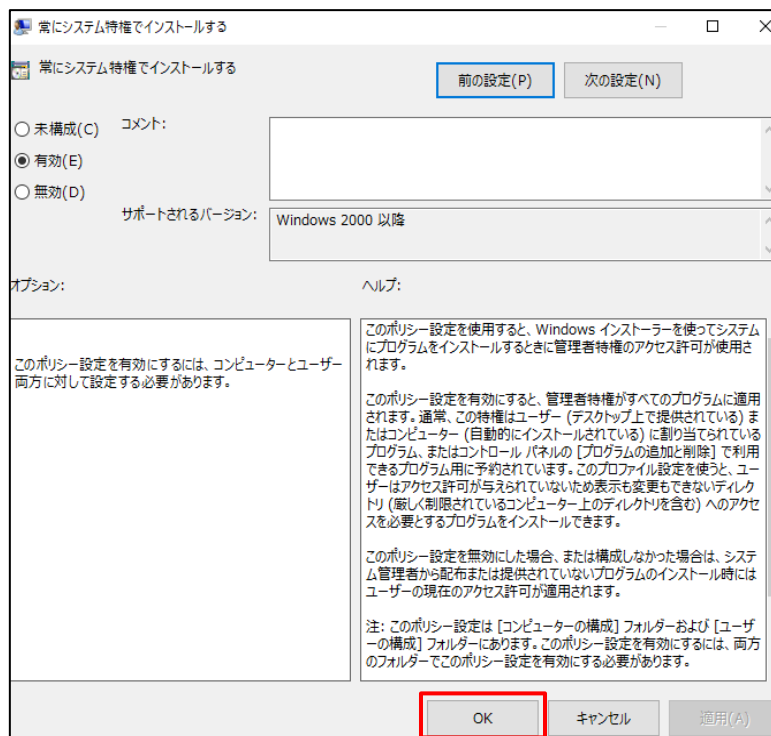 常にシステム特権でインストールする
常にシステム特権でインストールする
前の設定(P)
次の設定(N)
未構成(C)
コメント:
有効(E)
無効(D)
サポートされるバージョン:
Windows 2000 以降
オプション:
ヘルプ:
このポリシー設定を有効にするには、コンピューターとユーザー
両方に対して設定する必要があります。
このポリシー設定を使用すると、Windows インストーラーを使ってシステム
にプログラムをインストールするときに管理者特権のアクセス許可が使用さ
れます。
このポリシー設定を有効にすると、管理者特権がすべてのプログラムに適用
されます。通常、この特権はユーザー (デスクトップ上で提供されている) ま
たはコンピューター (自動的にインストールされている) に割り当てられている
プログラム、またはコントロール パネルの [プログラムの追加と削除] で利用
できるプログラム用に予約されています。このプロファイル設定を使うと、ユー
ザーはアクセス許可が与えられていないため表示も変更もできないディレク
トリ (厳しく制限されているコンピューター上のディレクトリを含む) へのアクセ
スを必要とするプログラムをインストールできます。
このポリシー設定を無効にした場合、または構成しなかった場合は、システ
ム管理者から配布または提供されていないプログラムのインストール時には
ユーザーの現在のアクセス許可が適用されます。
注: このポリシー設定は [コンピューターの構成] フォルダーおよび [ユーザ
ーの構成] フォルダーにあります。このポリシー設定を有効にするには、両方
のフォルダーでこのポリシー設定を有効にする必要があります。
OK
キャンセル
適用(A)